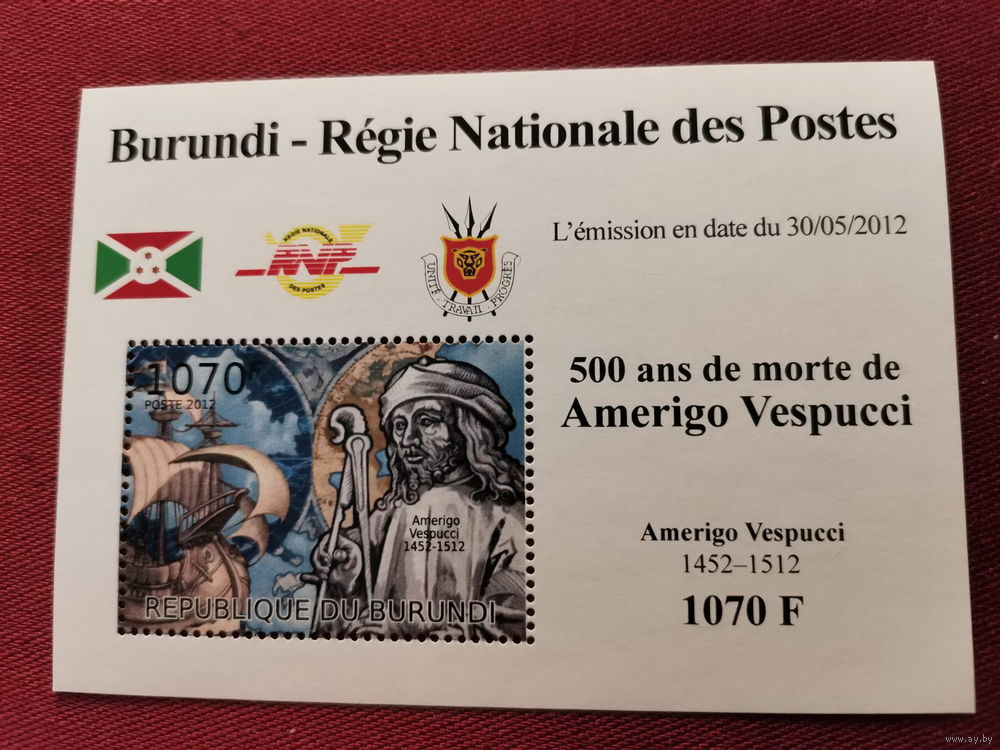 Burundi - Régie Nationale des Postes
RÉGIE NATIONALE
RNP
DES POSTES
UNITÉ TRAVAIL PROGRÈS
L'émission en date du 30/05/2012
1070F
POSTE 2012
Amerigo
Vespucci
1452-1512
REPUBLIQUE DU BURUNDI
500 ans de morte de
Amerigo Vespucci
Amerigo Vespucci
1452–1512
1070 F
www.ay.by